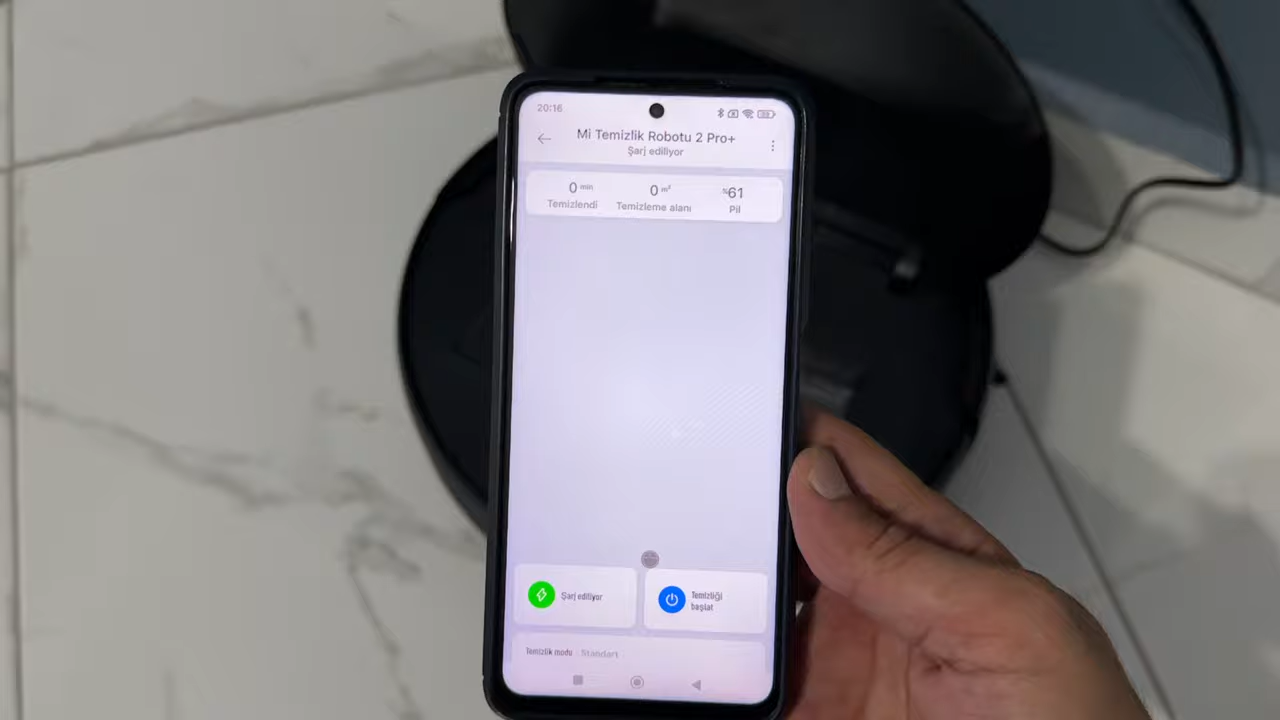 20:16
Mi Temizlik Robotu 2 Pro+
Şarj ediliyor
0 min
0 m²
%61
Temizlendi
Temizleme alanı
Pil
Şarj ediliyor
Temizliği
başlat
Temizlik modu | Standart